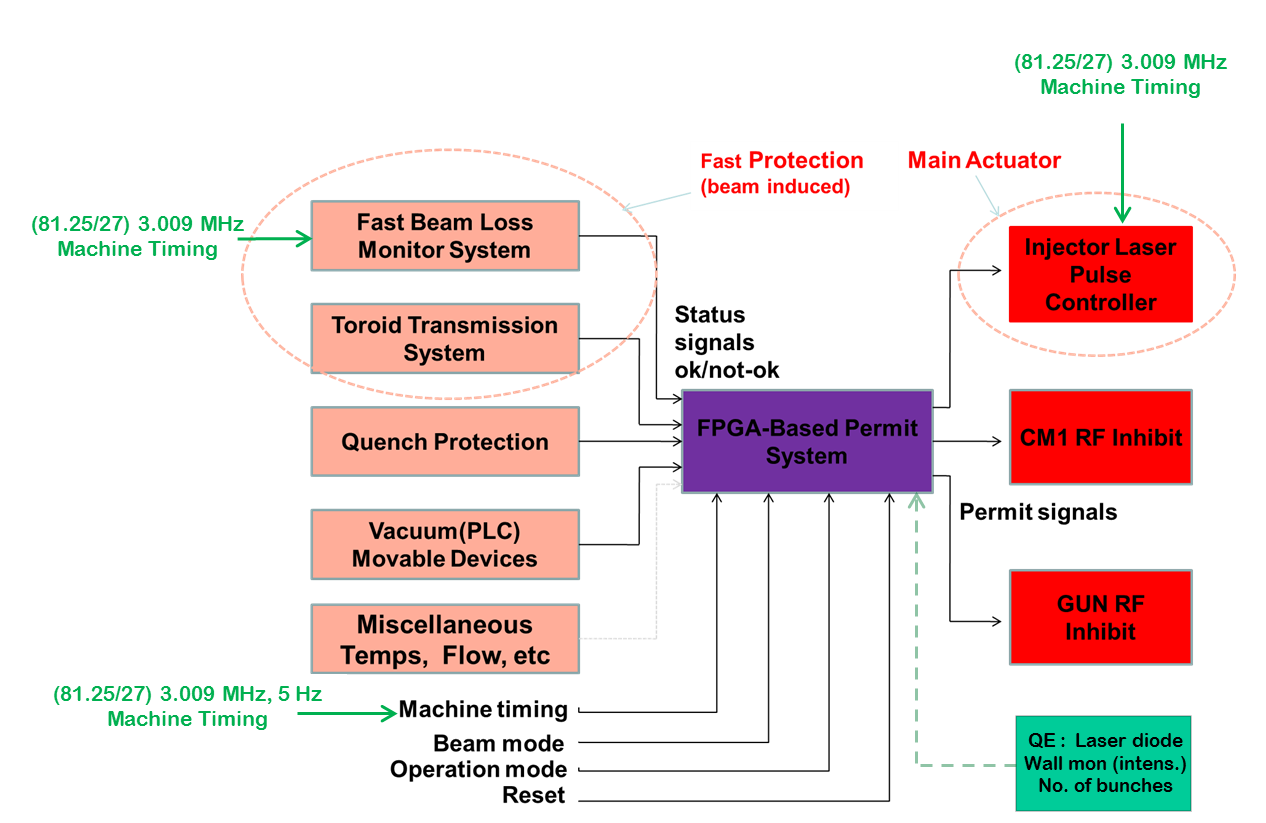 (81.25/27) 3.009 MHz
Machine Timing
Fast Protection
(beam induced)
Main Actuator
(81.25/27) 3.009 MHz
Machine Timing
Fast Beam Loss
Monitor System
Injector Laser
Pulse
Controller
Toroid Transmission
System
Status
signals
ok/not-ok
Quench Protection
FPGA-Based Permit
System
CM1 RF Inhibit
Permit signals
Vacuum(PLC)
Movable Devices
GUN RF
Inhibit
Miscellaneous
Temps, Flow, etc
(81.25/27) 3.009 MHz, 5 Hz
Machine Timing
Machine timing
Beam mode
Operation mode
Reset
QE : Laser diode
Wall mon (intens.)
No. of bunches